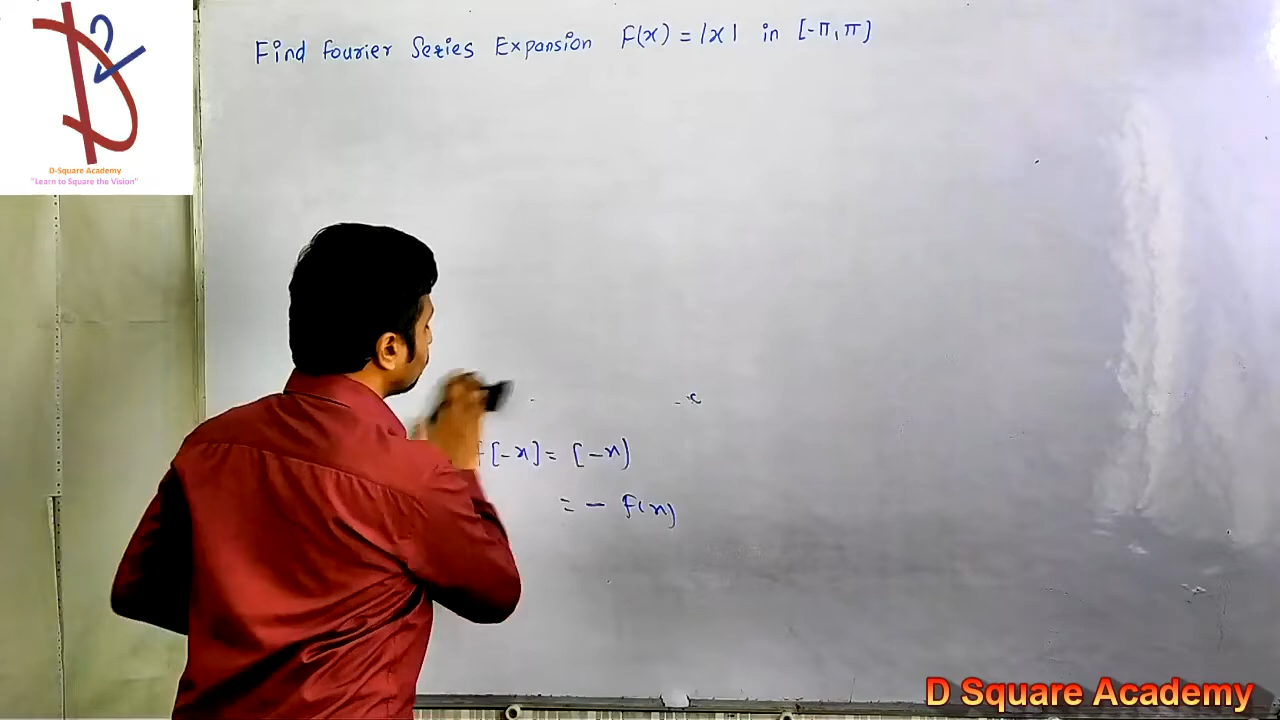 Find Fourier Series Expansion F(x) = |x| in [-π, π]
D-Square Academy
"Learn to Square the Vision"
f[-x] = [-x)
= - f(x)
D Square Academy